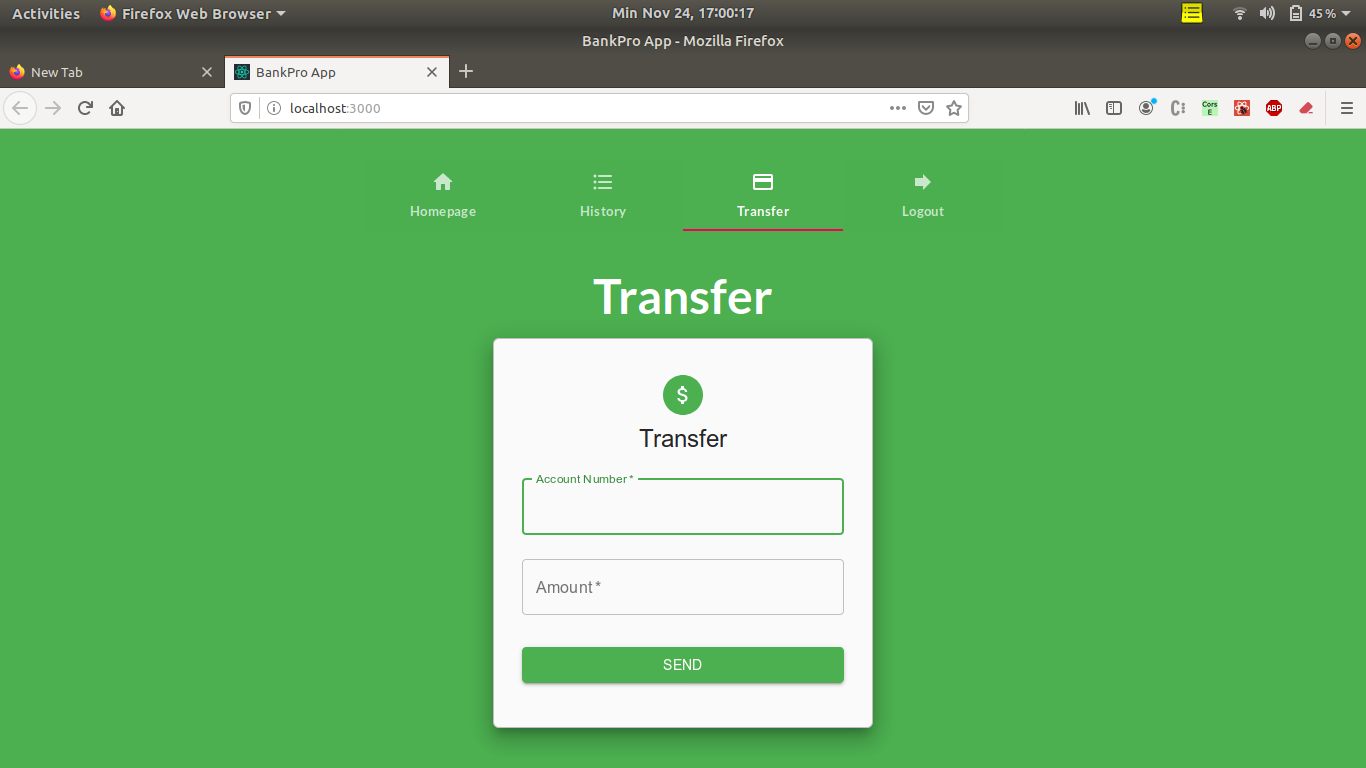 Activities Firefox Web Browser Min Nov 24, 17:00:17 45%
BankPro App - Mozilla Firefox
New Tab BankPro App
localhost:3000 Cors E ABP
Homepage History Transfer Logout
Transfer
$
Transfer
Account Number *
Amount *
SEND